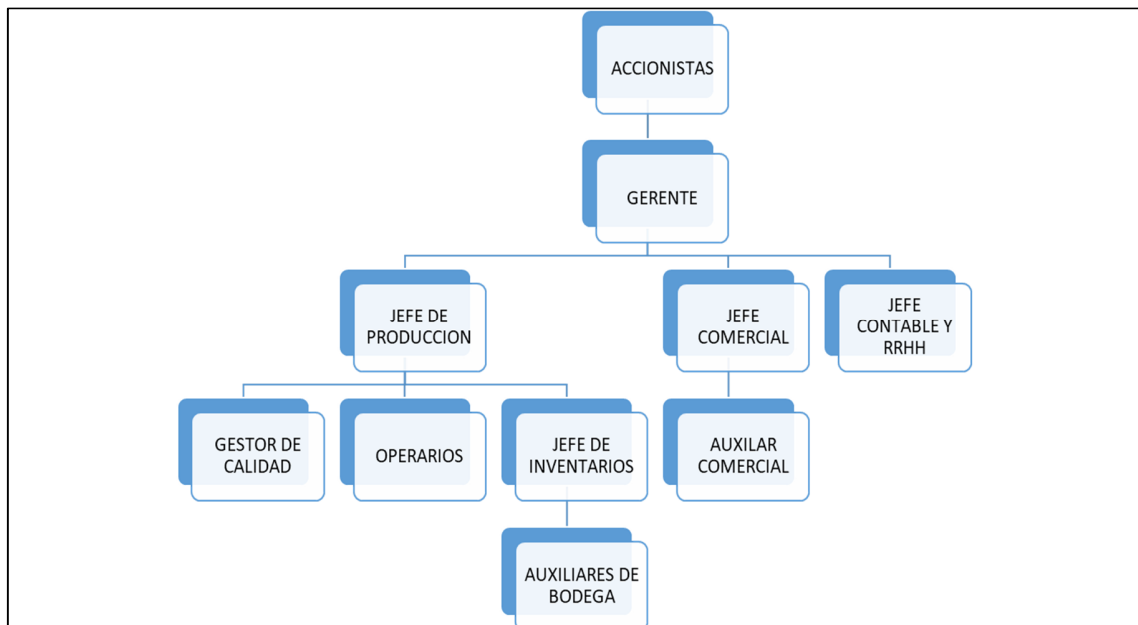 ACCIONISTAS
GERENTE
JEFE DE
PRODUCCION
JEFE
COMERCIAL
JEFE
CONTABLE Y
RRHH
GESTOR DE
CALIDAD
OPERARIOS
JEFE DE
INVENTARIOS
AUXILAR
COMERCIAL
AUXILIARES DE
BODEGA